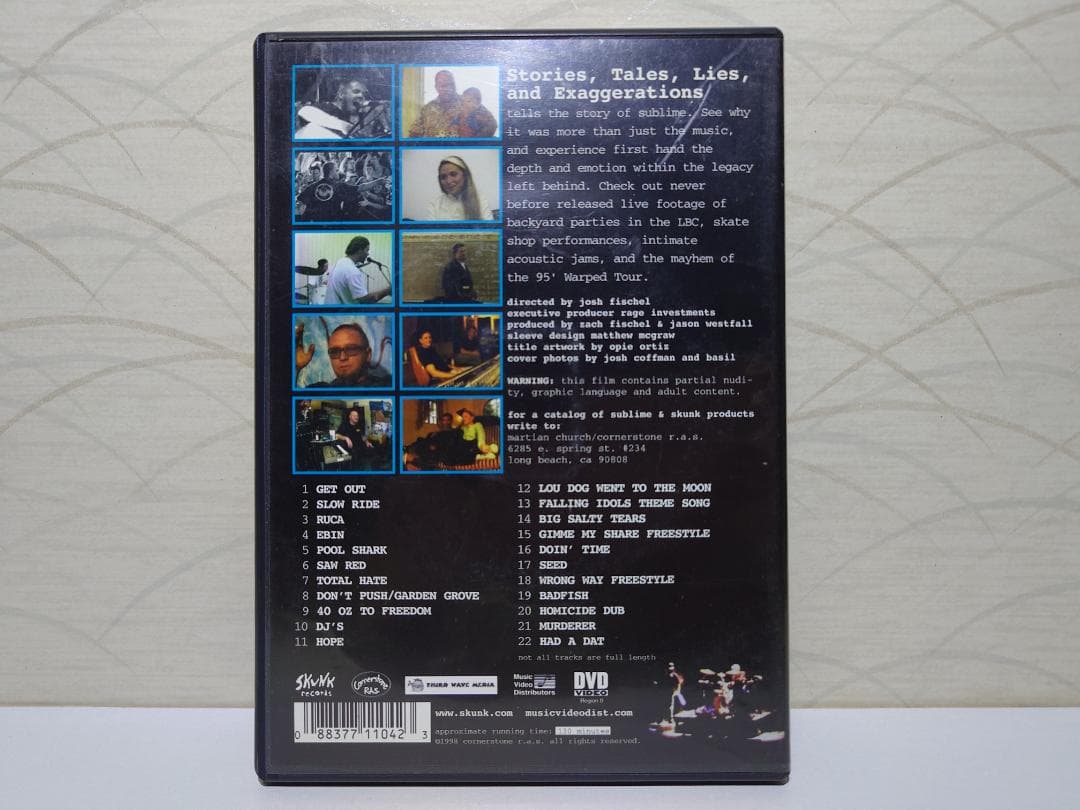 Stories, Tales, Lies,
and Exaggerations
tells the story of sublime. See why
it was more than just the music,
and experience first hand the
depth and emotion within the legacy
left behind. Check out never
before released live footage of
backyard parties in the LBC, skate
shop performances, intimate
acoustic jams, and the mayhem of
the 95' Warped Tour.
directed by josh fischel
executive producer rage investments
produced by zach fischel & jason westfall
sleeve design matthew mcgraw
title artwork by opie ortiz
cover photos by josh coffman and basil
WARNING: this film contains partial nudi-
ty, graphic language and adult content.
for a catalog of sublime & skunk products
write to:
martian church/cornerstone r.a.s.
6285 e. spring st. #234
long beach, ca 90808
1 GET OUT
2 SLOW RIDE
3 RUCA
4 EBIN
5 POOL SHARK
6 SAW RED
7 TOTAL HATE
8 DON'T PUSH/GARDEN GROVE
9 40 OZ TO FREEDOM
10 DJ'S
11 HOPE
12 LOU DOG WENT TO THE MOON
13 FALLING IDOLS THEME SONG
14 BIG SALTY TEARS
15 GIMME MY SHARE FREESTYLE
16 DOIN' TIME
17 SEED
18 WRONG WAY FREESTYLE
19 BADFISH
20 HOMICIDE DUB
21 MURDERER
22 HAD A DAT
not all tracks are full length
SKUNK
records
Cornerstone
R.A.S.
THIRD WAVE MEDIA
Music
Video
Distributors
DVD
VIDEO
Region 0
www.skunk.com musicvideodist.com
approximate running time: 130 minutes
©1998 cornerstone r.a.s. all rights reserved.
0 88377 11042 3